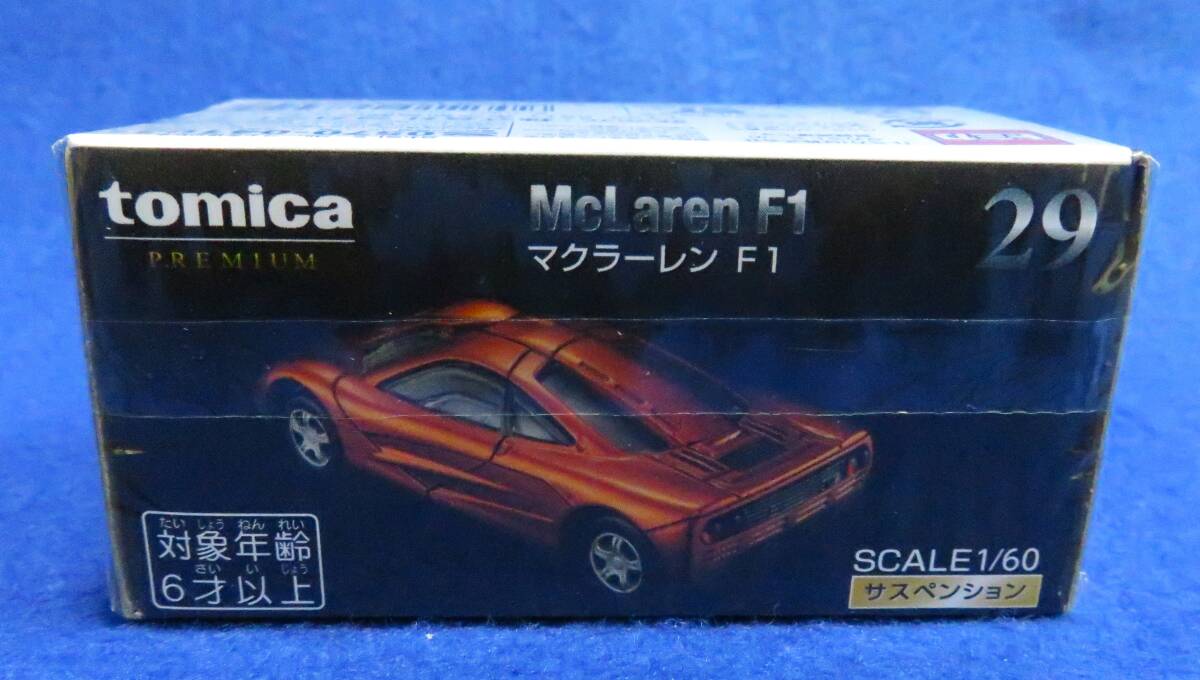 tomica
PREMIUM
McLaren F1
マクラーレン F1
29
たいしょうねんれい
対象年齢
さい い じょう
6才以上
SCALE1/60
サスペンション